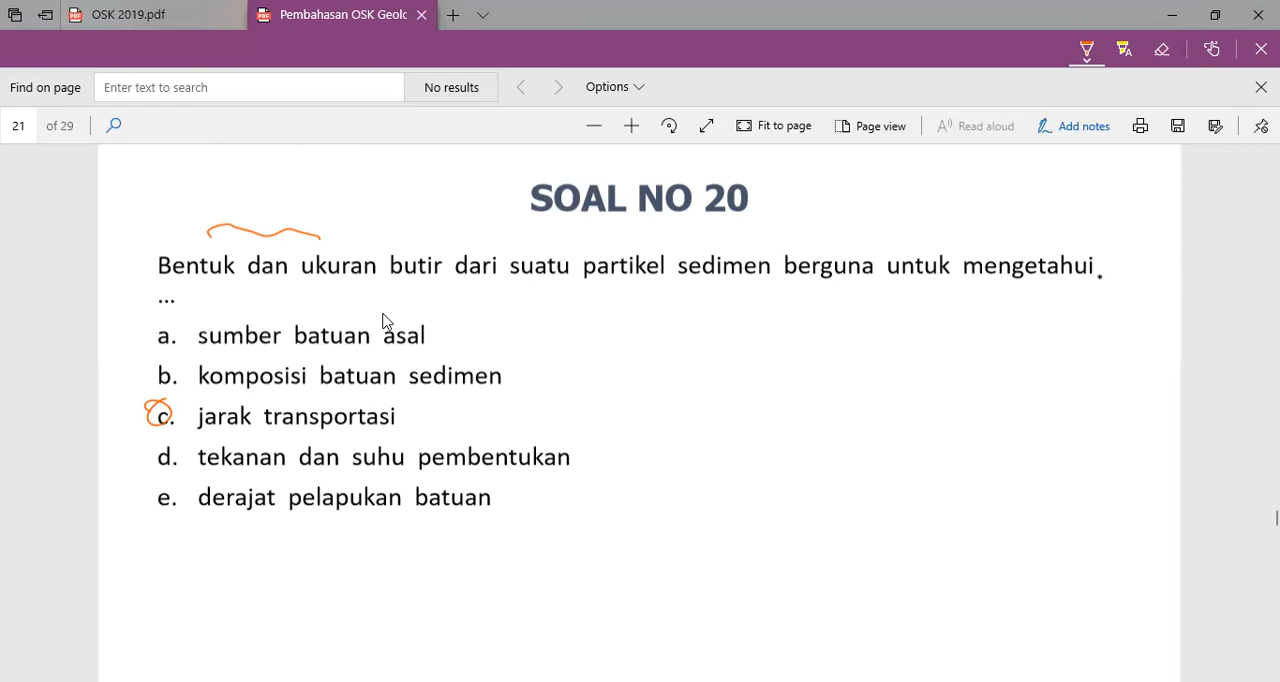 OSK 2019.pdf
Pembahasan OSK Geolo
Find on page
Enter text to search
No results
Options
21
of 29
Fit to page
Page view
Read aloud
Add notes
SOAL NO 20
Bentuk dan ukuran butir dari suatu partikel sedimen berguna untuk mengetahui
...
a. sumber batuan asal
b. komposisi batuan sedimen
c. jarak transportasi
d. tekanan dan suhu pembentukan
e. derajat pelapukan batuan